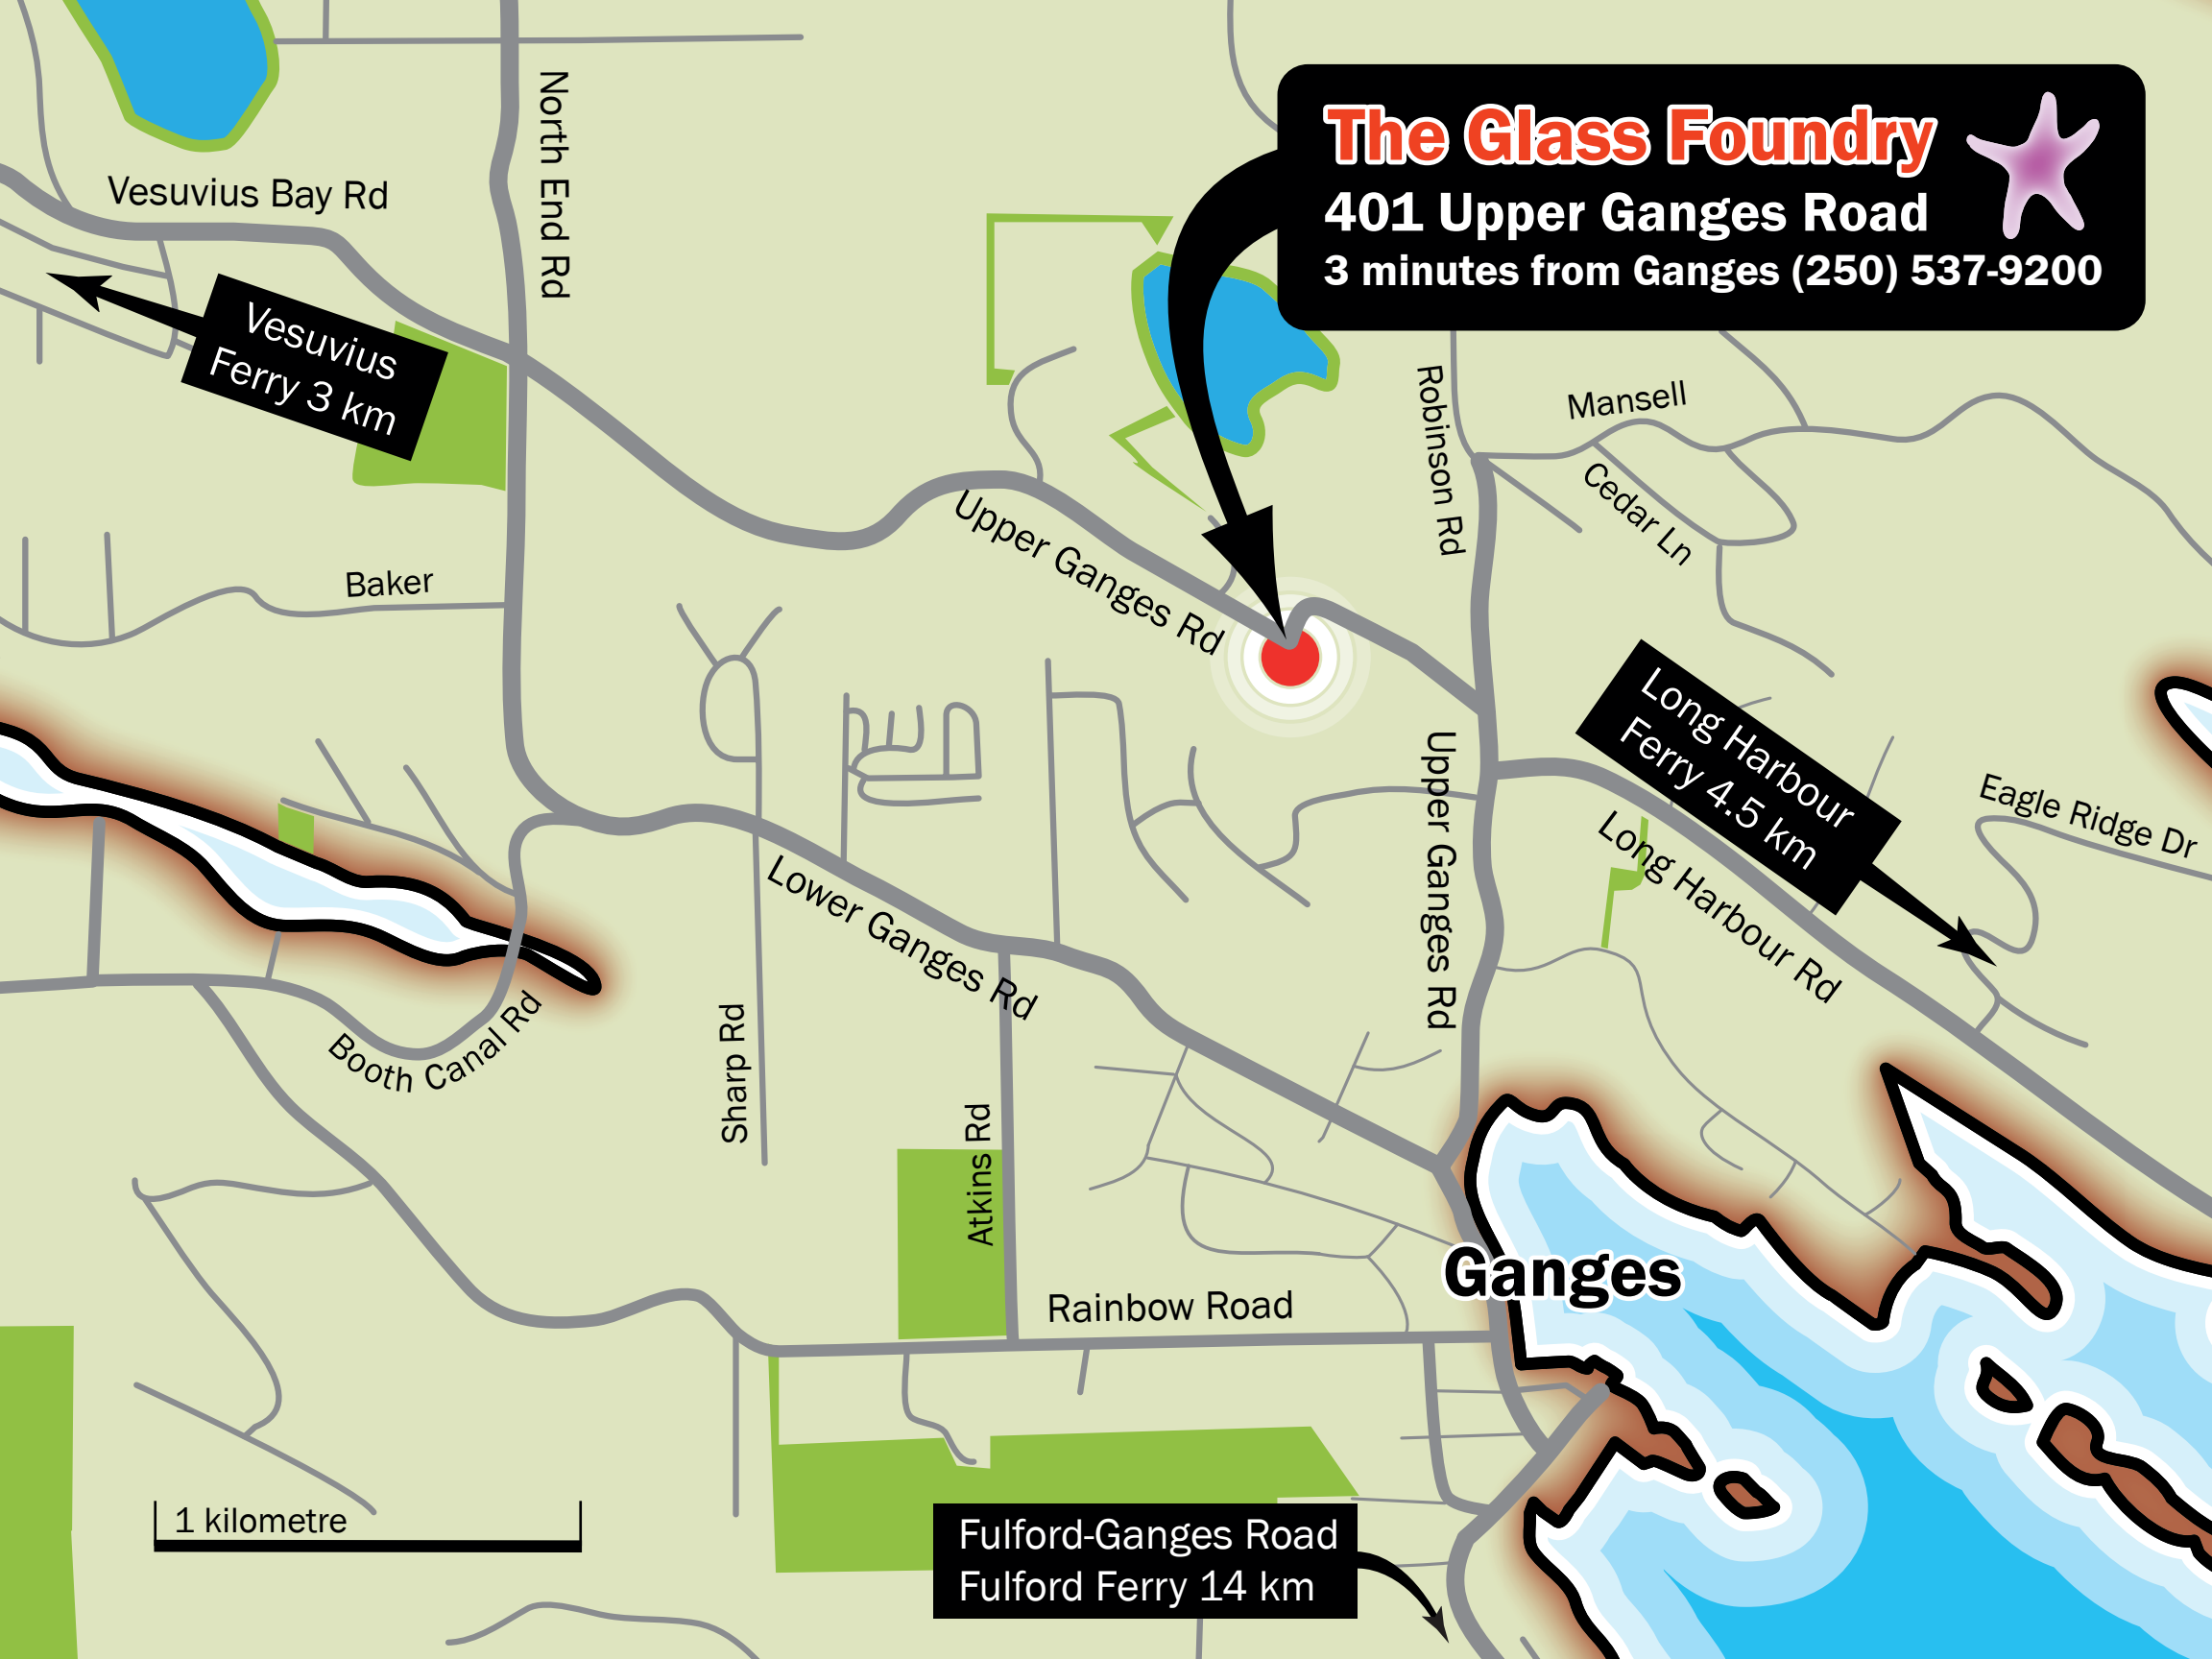 The Glass Foundry
401 Upper Ganges Road
3 minutes from Ganges (250) 537-9200
North End Rd
Vesuvius Bay Rd
Vesuvius
Ferry 3 km
Robinson Rd
Mansell
Cedar Ln
Upper Ganges Rd
Baker
Long Harbour
Ferry 4.5 km
Eagle Ridge Dr
Upper Ganges Rd
Long Harbour Rd
Lower Ganges Rd
Booth Canal Rd
Sharp Rd
Atkins Rd
Ganges
Rainbow Road
1 kilometre
Fulford-Ganges Road
Fulford Ferry 14 km